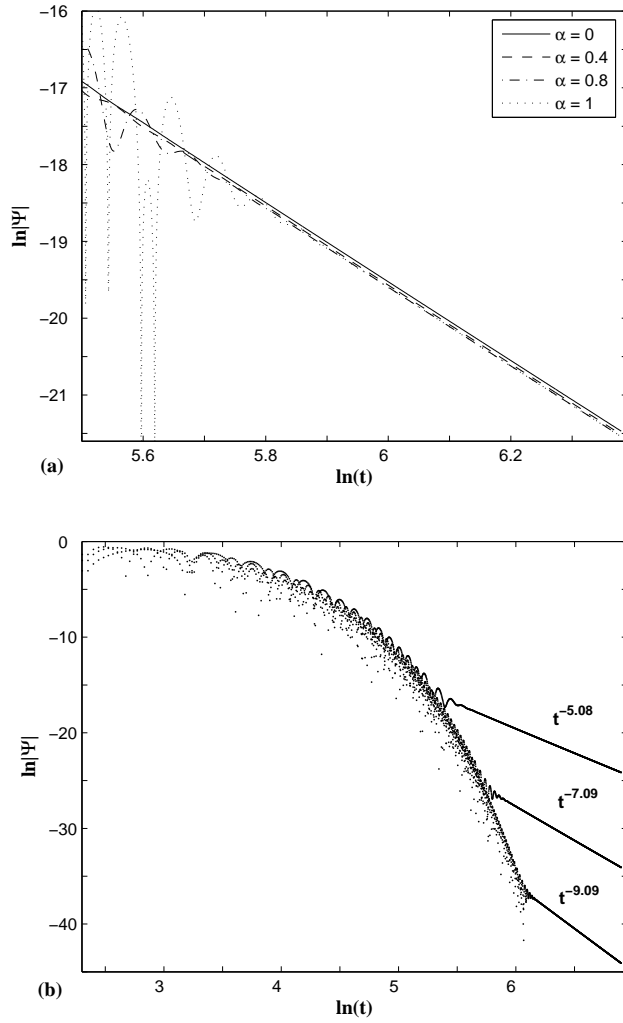 −16
−17
−18
−19
−20
−21
ln|Ψ|
α = 0
α = 0.4
α = 0.8
α = 1
5.6 5.8 6 6.2
(a) ln(t)
0
−10
−20
−30
−40
ln|Ψ|
t−5.08
t−7.09
t−9.09
3 4 5 6
(b) ln(t)